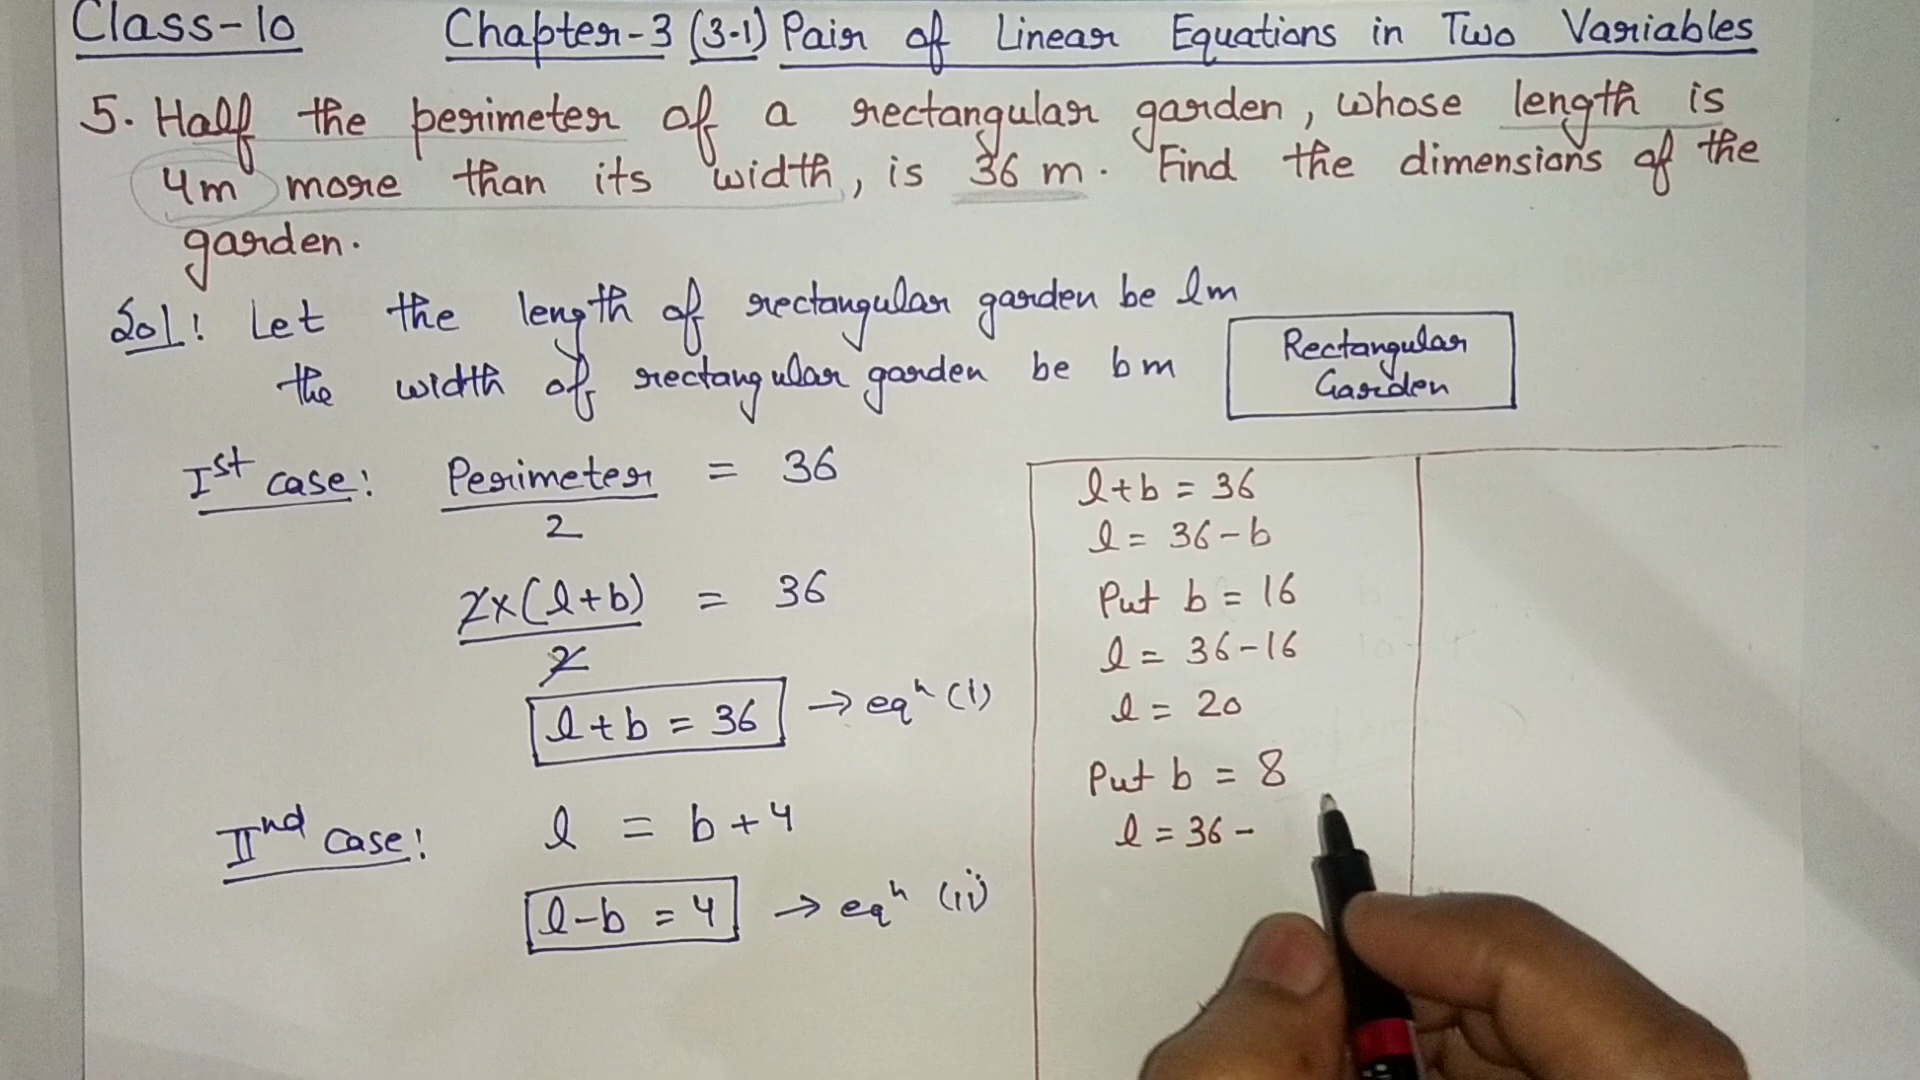 Class-10 Chapter-3 (3.1) Pair of Linear Equations in Two Variables
5. Half the perimeter of a rectangular garden, whose length is
4m more than its width, is 36 m. Find the dimensions of the
garden.
Sol: Let the length of rectangular garden be lm
the width of rectangular garden be bm
Rectangular
Garden
Ist case: Perimeter = 36
2
2x(l+b) = 36
2
l+b = 36 → eqn (i)
IInd case: l = b+4
l-b = 4 → eqn (ii)
l+b = 36
l = 36-b
Put b = 16
l = 36-16
l = 20
Put b = 8
l = 36-